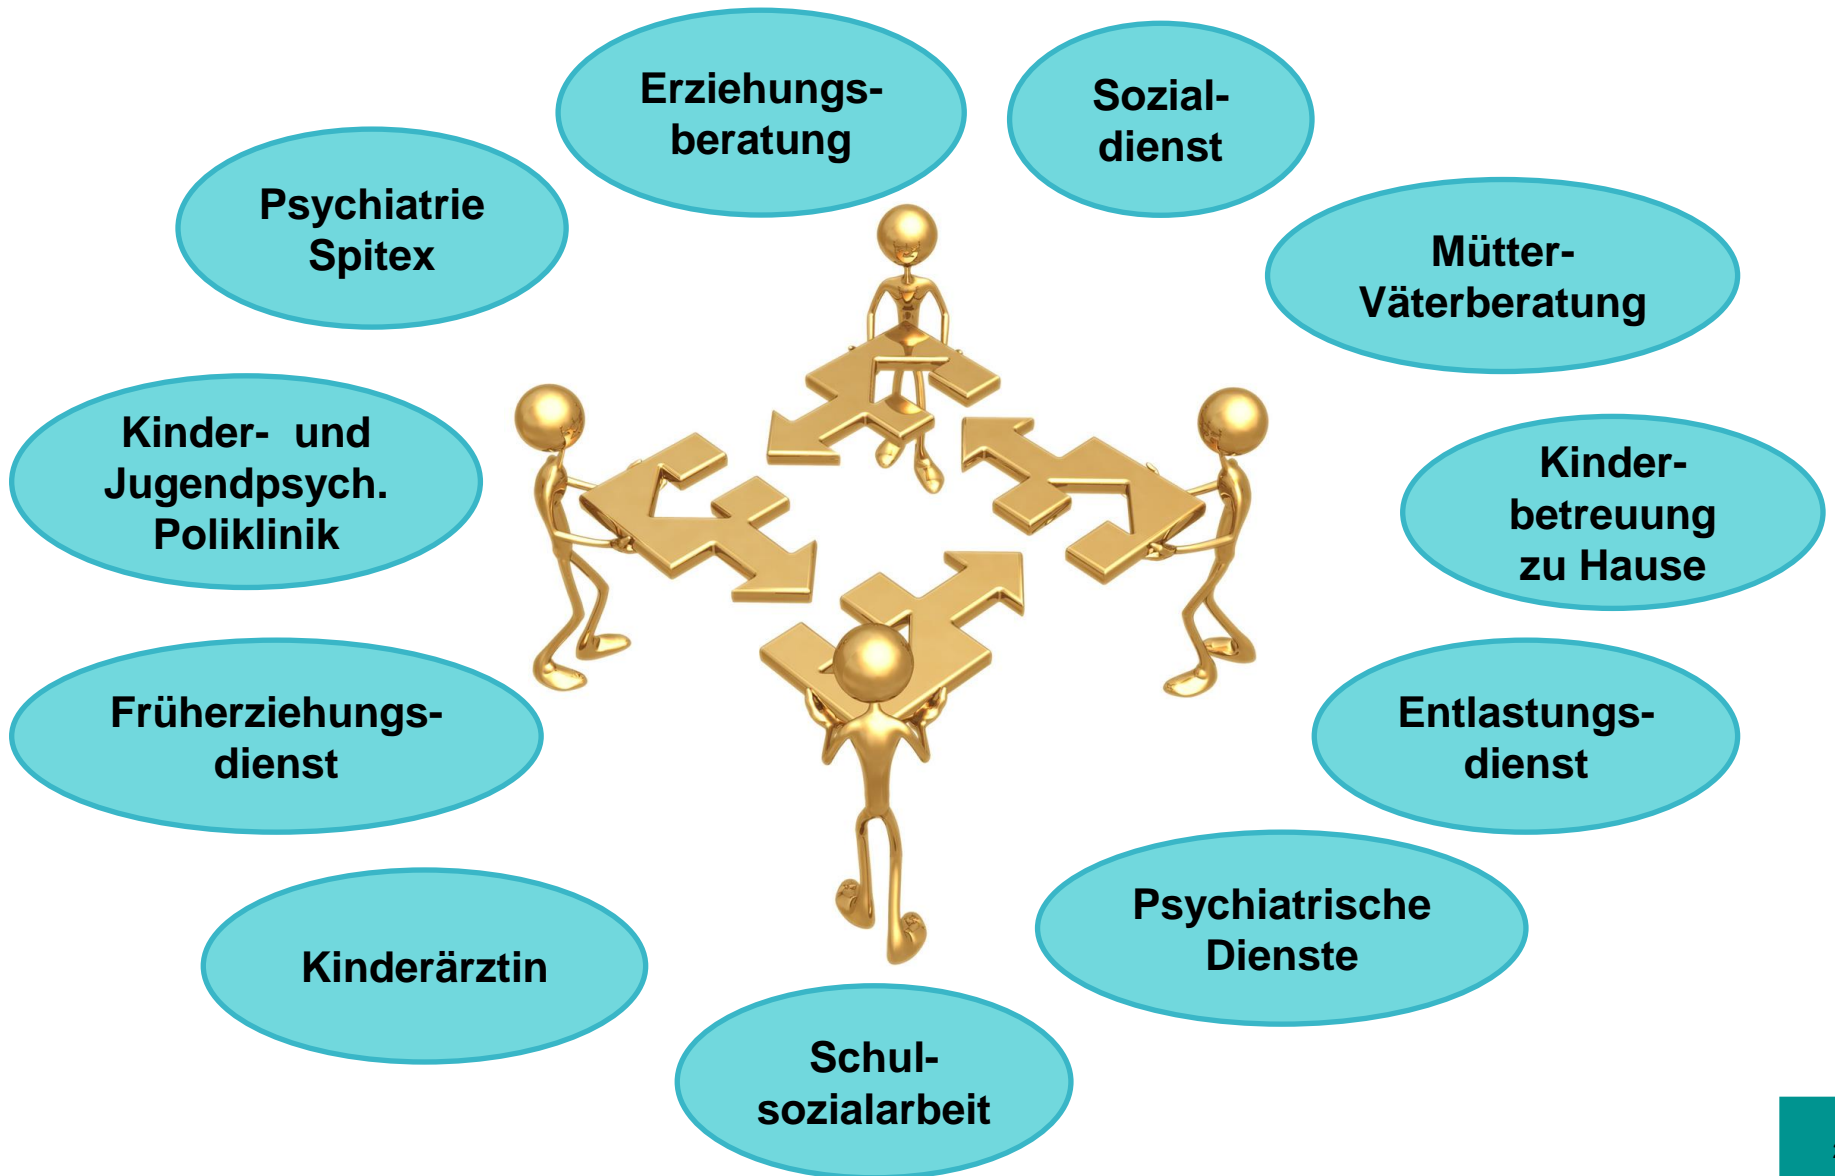 Erziehungs-
beratung
Sozial-
dienst
Psychiatrie
Spitex
Mütter-
Väterberatung
Kinder- und
Jugendpsych.
Poliklinik
Kinder-
betreuung
zu Hause
Früherziehungs-
dienst
Entlastungs-
dienst
Kinderärztin
Psychiatrische
Dienste
Schul-
sozialarbeit